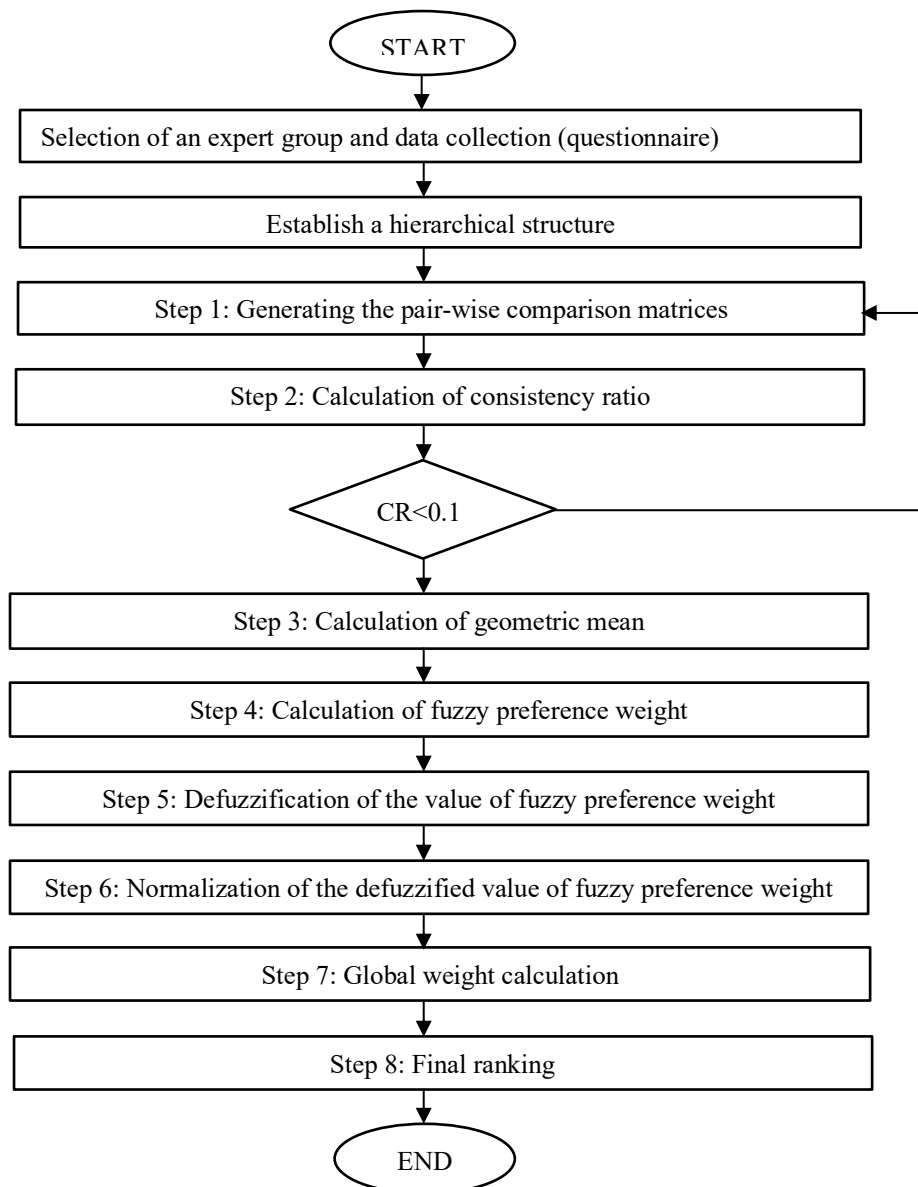 START
Selection of an expert group and data collection (questionnaire)
Establish a hierarchical structure
Step 1: Generating the pair-wise comparison matrices
Step 2: Calculation of consistency ratio
CR<0.1
Step 3: Calculation of geometric mean
Step 4: Calculation of fuzzy preference weight
Step 5: Defuzzification of the value of fuzzy preference weight
Step 6: Normalization of the defuzzified value of fuzzy preference weight
Step 7: Global weight calculation
Step 8: Final ranking
END